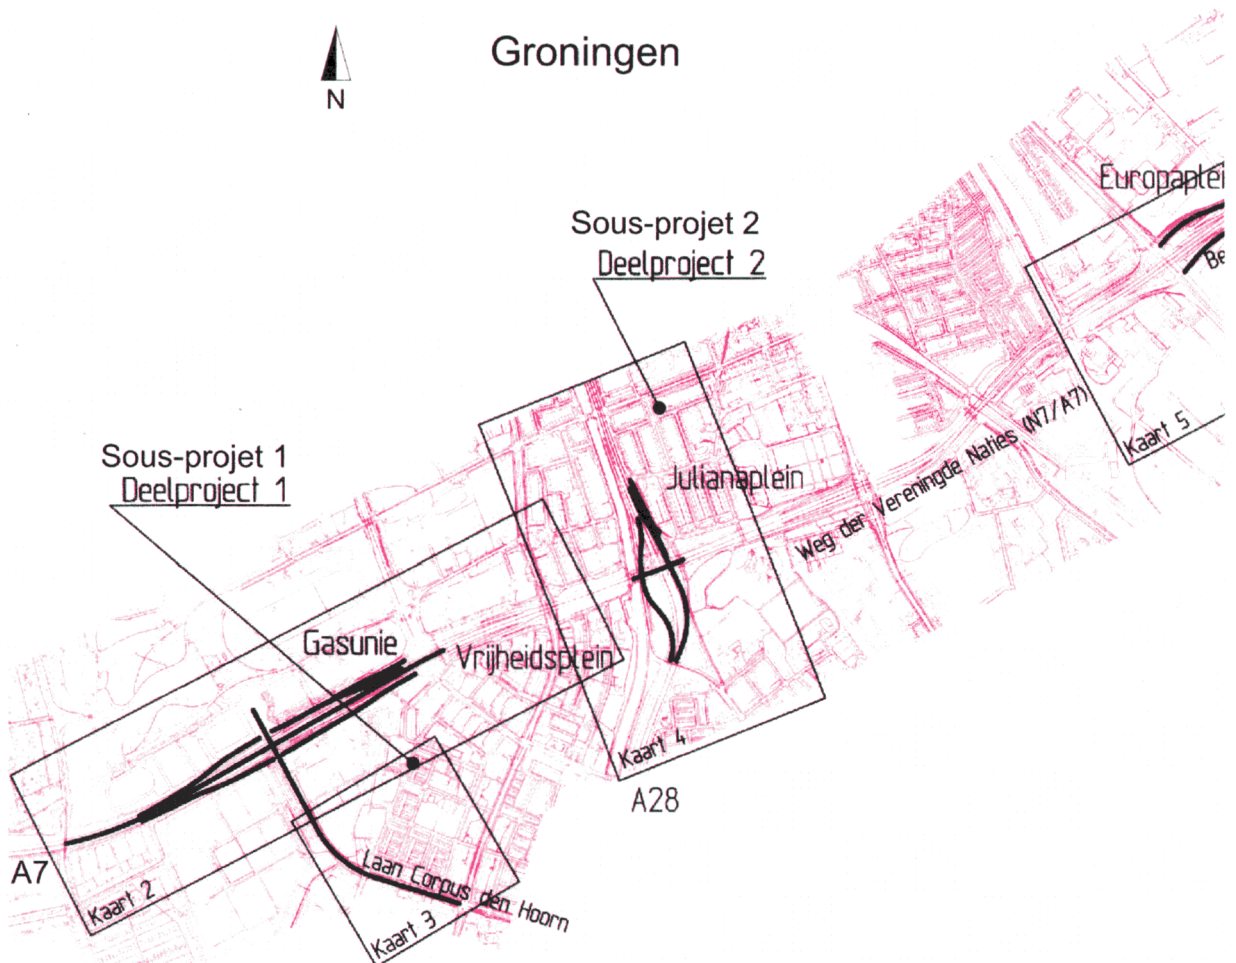 Groningen
N
Europaplei
Be
Sous-projet 2
Deelproject 2
Sous-projet 1
Deelproject 1
Julianaplein
Weg der Vereningde Naties (N7/A7)
Kaart 5
Gasunie
Vrijheidsplein
Kaart 4
A28
A7
Kaart 2
Laan Corpus den Hoorn
Kaart 3